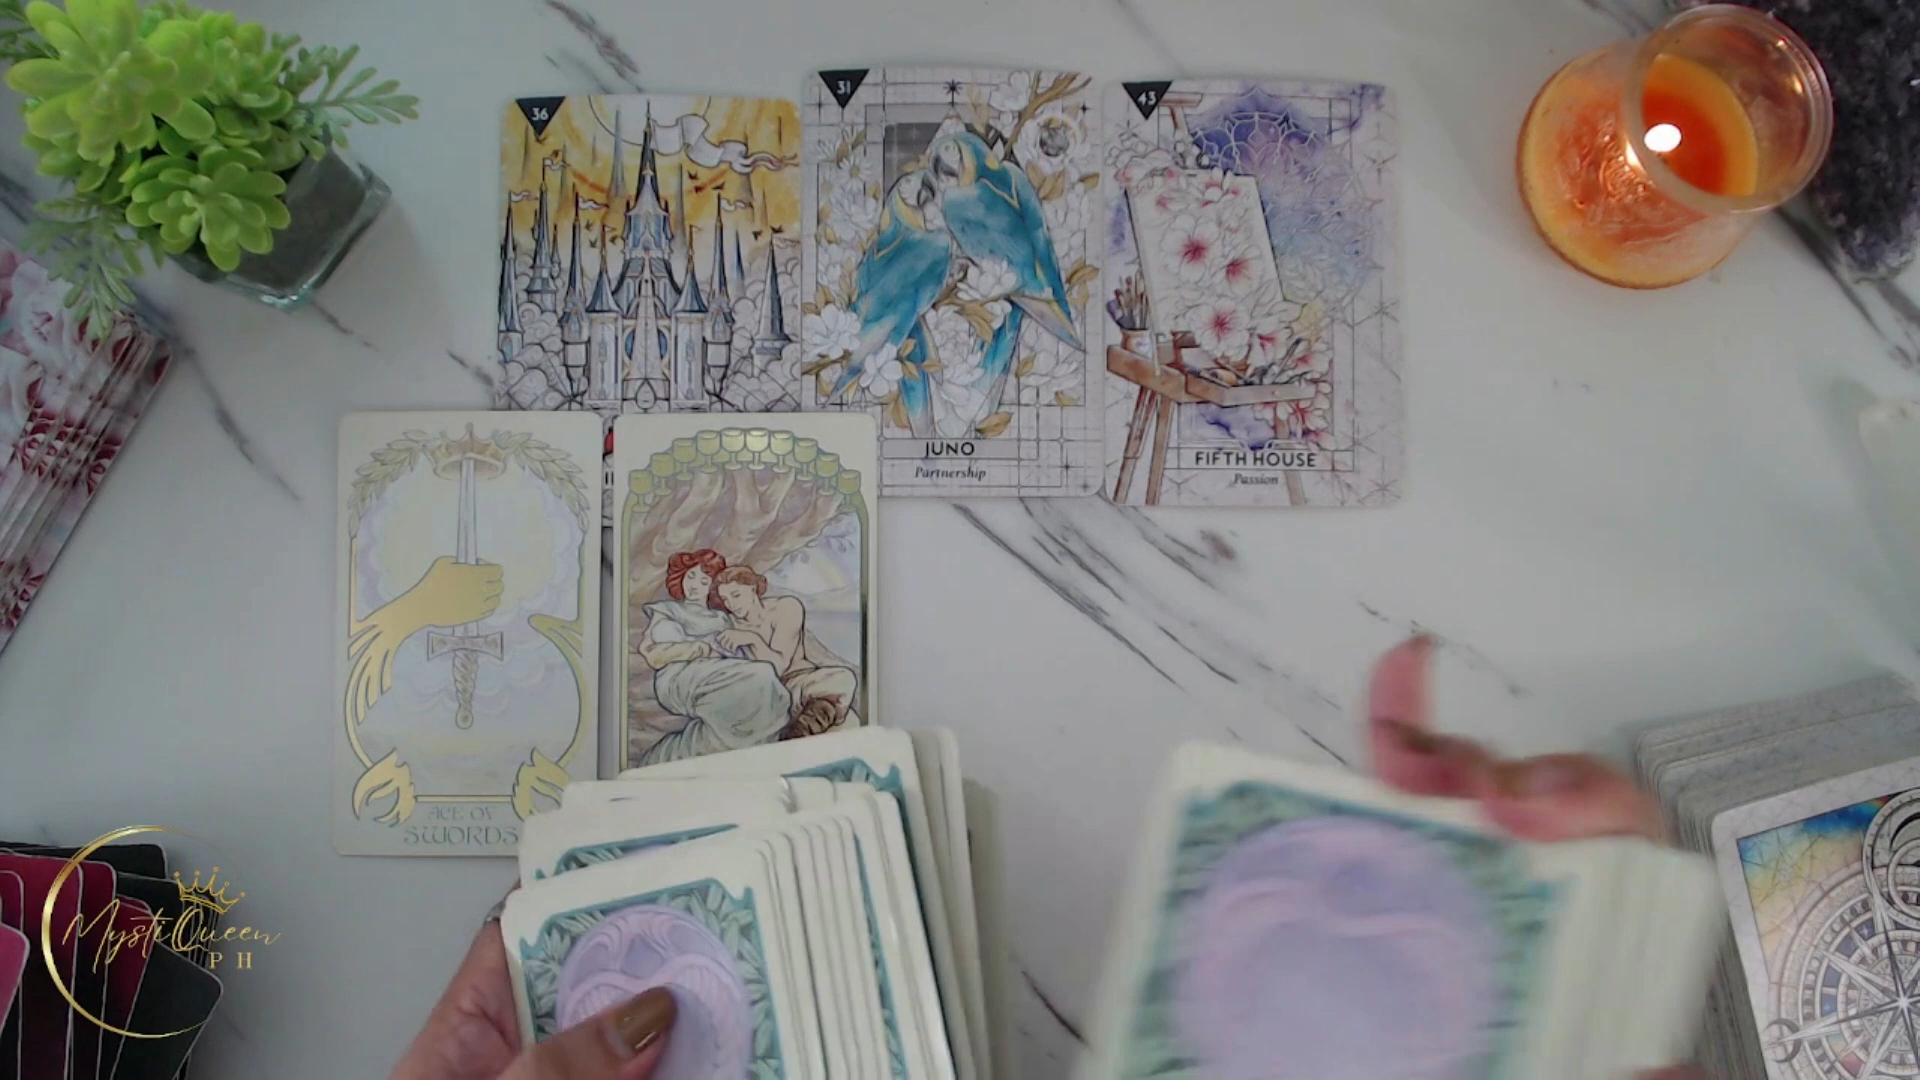 36
31
43
JUNO
Partnership
FIFTH HOUSE
Passion
ACE OF
SWORDS
MystiQueen
PH